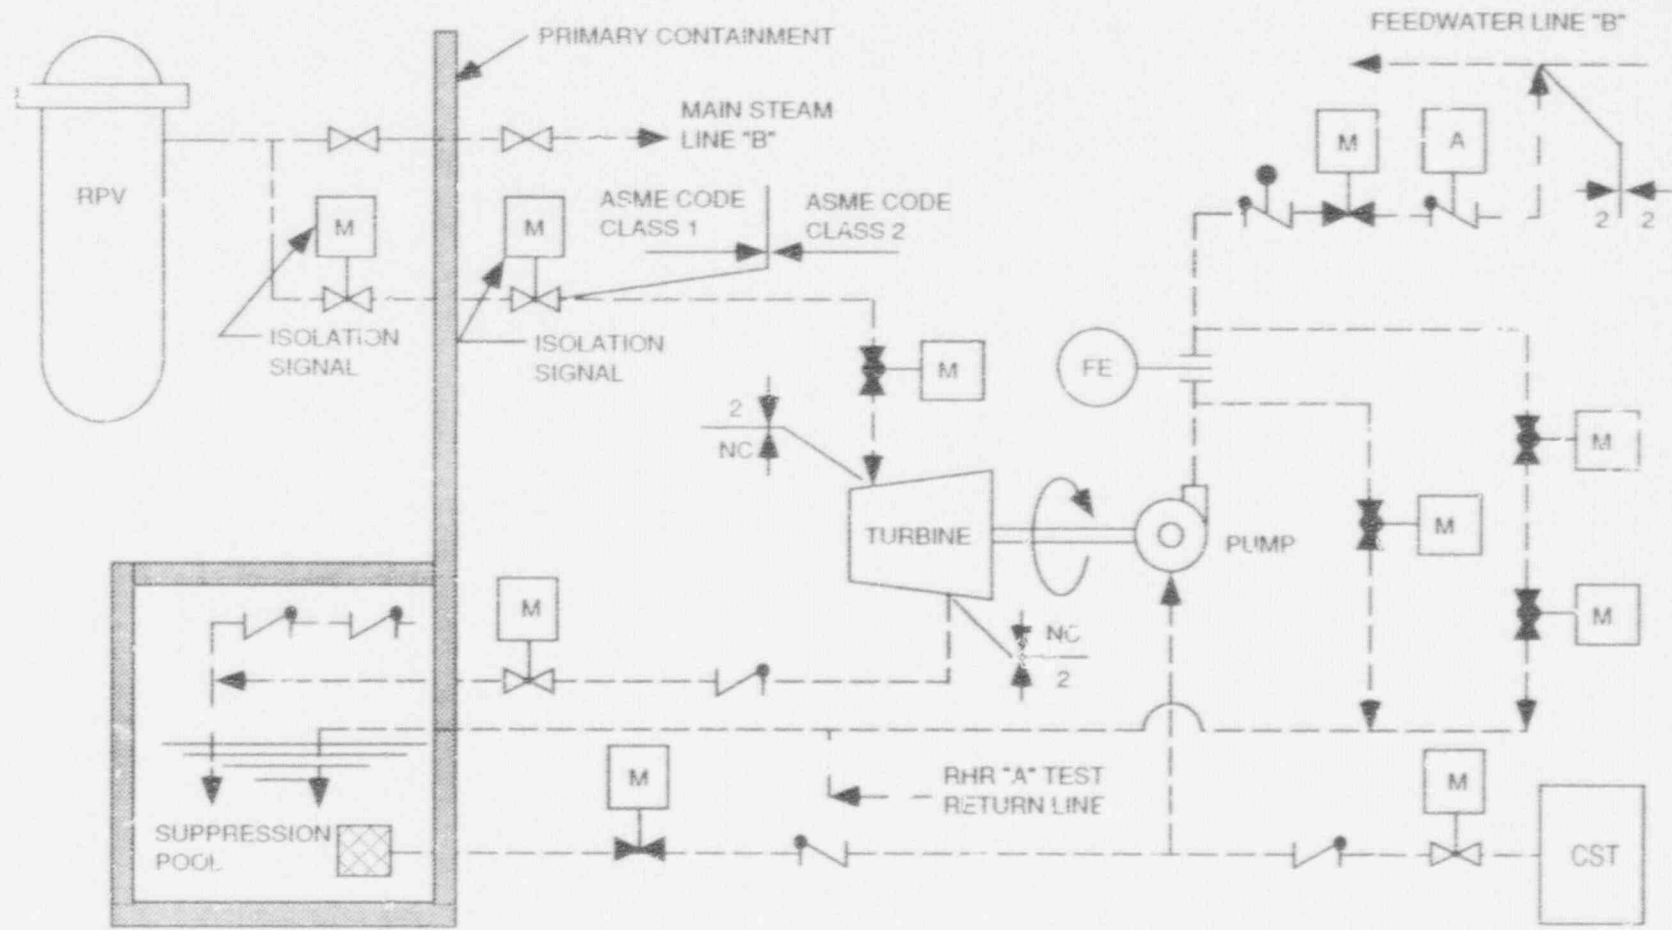 FEEDWATER LINE "B"
PRIMARY CONTAINMENT
MAIN STEAM
LINE "B"
M
A
RPV
M
M
ASME CODE
CLASS 1
ASME CODE
CLASS 2
2
2
ISOLATION
SIGNAL
ISOLATION
SIGNAL
M
FE
2
NC
M
M
TURBINE
PUMP
M
M
NC
2
M
RHR "A" TEST
RETURN LINE
M
SUPPRESSION
POOL
CST